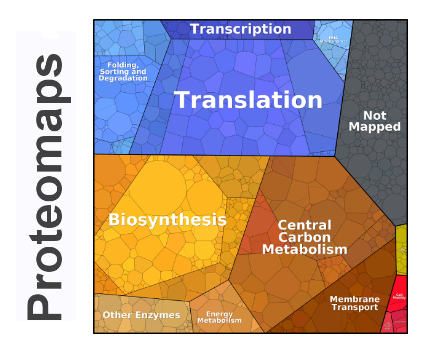 Proteomaps
Transcription
Folding,
Sorting and
Degradation
Translation
Not
Mapped
Biosynthesis
Central
Carbon
Metabolism
Other Enzymes
Energy
Metabolism
Membrane
Transport